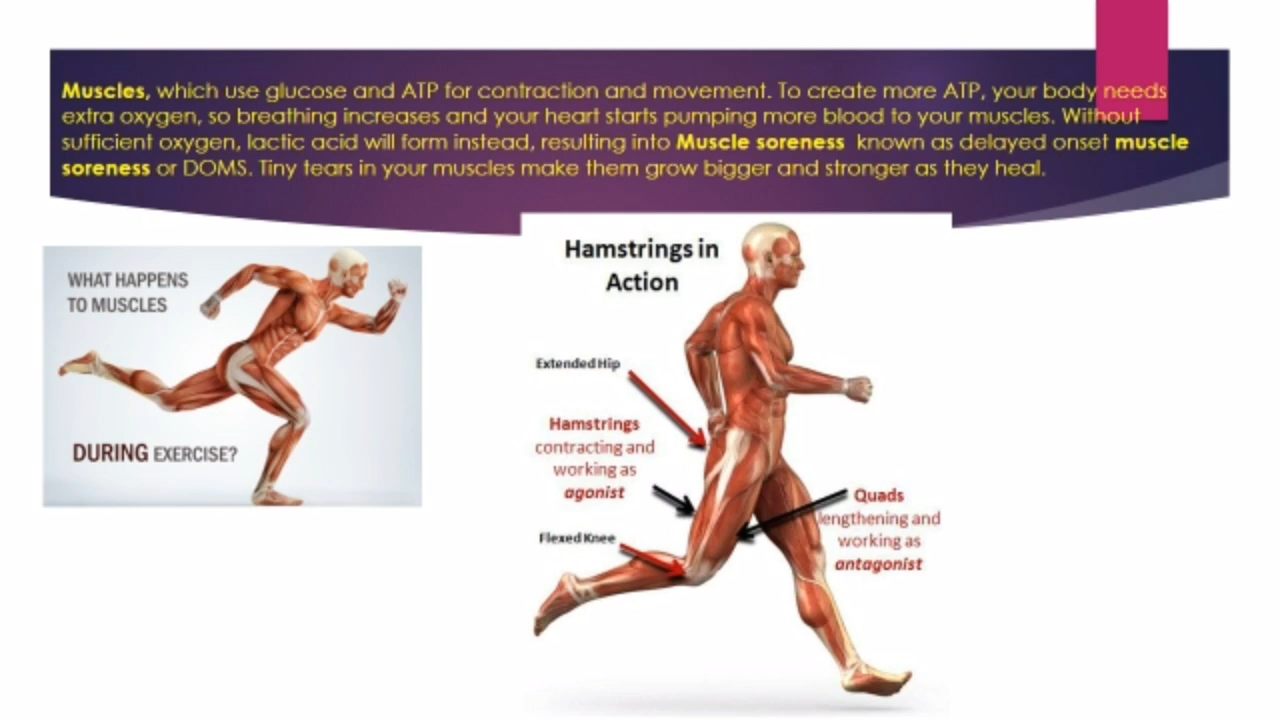 Muscles, which use glucose and ATP for contraction and movement. To create more ATP, your body needs
extra oxygen, so breathing increases and your heart starts pumping more blood to your muscles. Without
sufficient oxygen, lactic acid will form instead, resulting into Muscle soreness known as delayed onset muscle
soreness or DOMS. Tiny tears in your muscles make them grow bigger and stronger as they heal.
WHAT HAPPENS
TO MUSCLES
DURING EXERCISE?
Hamstrings in
Action
Extended Hip
Hamstrings
contracting and
working as
agonist
Flexed Knee
Quads
lengthening and
working as
antagonist